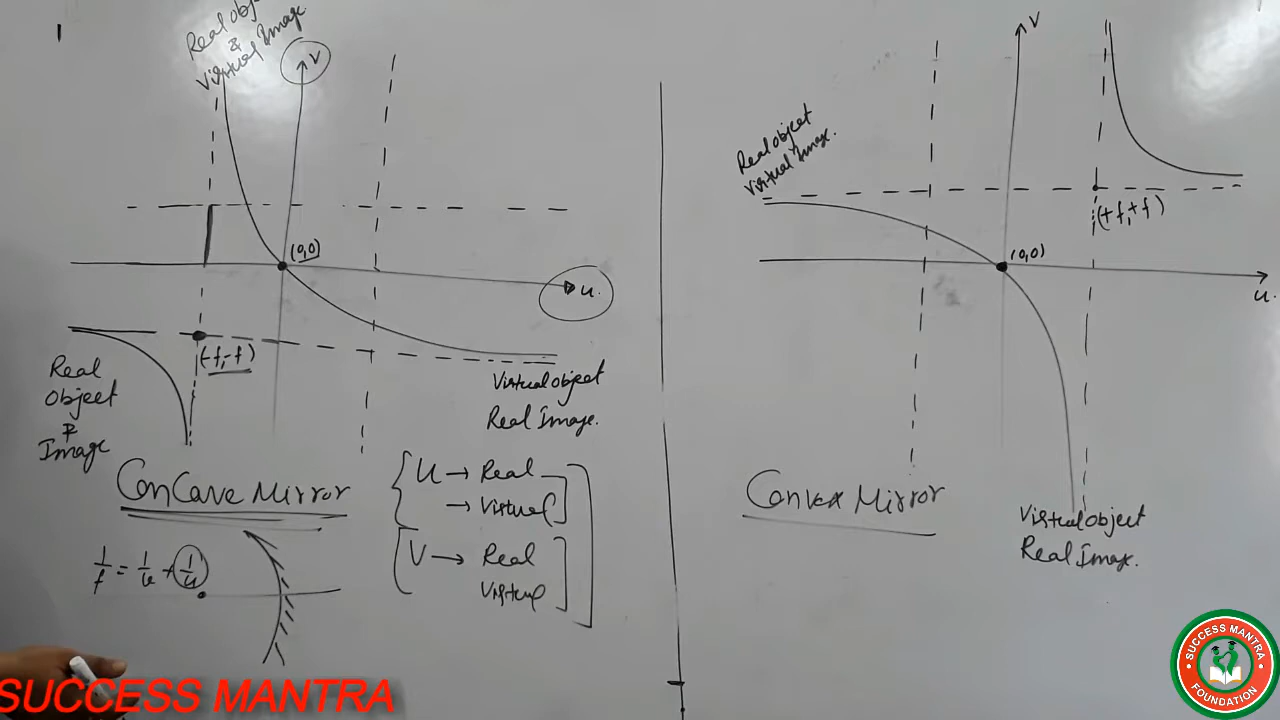 Real obj
&
Virtual Image.
V
(0,0)
u.
(-f,-f)
Real
Object
&
Image
Virtual object
Real Image.
Concave Mirror
1/f = 1/v + 1/u
u → Real
→ Virtual
V → Real
Virtual
V
Real object
Virtual Image.
(+f,+f)
(0,0)
u.
Convex Mirror
Virtual object
Real Image.
SUCCESS MANTRA
SUCCESS MANTRA
FOUNDATION